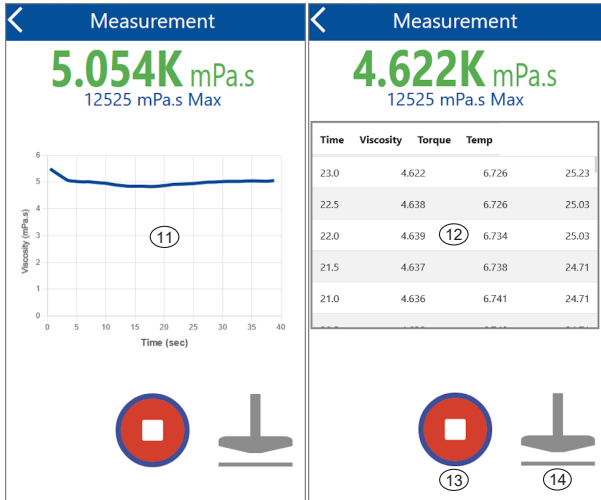 Measurement
5.054K mPa.s
12525 mPa.s Max
6
5
4
3
2
1
0
Viscosity (mPa.s)
11
0 5 10 15 20 25 30 35 40
Time (sec)
Measurement
4.622K mPa.s
12525 mPa.s Max
Time Viscosity Torque Temp
23.0 4.622 6.726 25.23
22.5 4.638 6.726 25.03
22.0 4.639 12 6.734 25.03
21.5 4.637 6.738 24.71
21.0 4.636 6.741 24.71
13
14